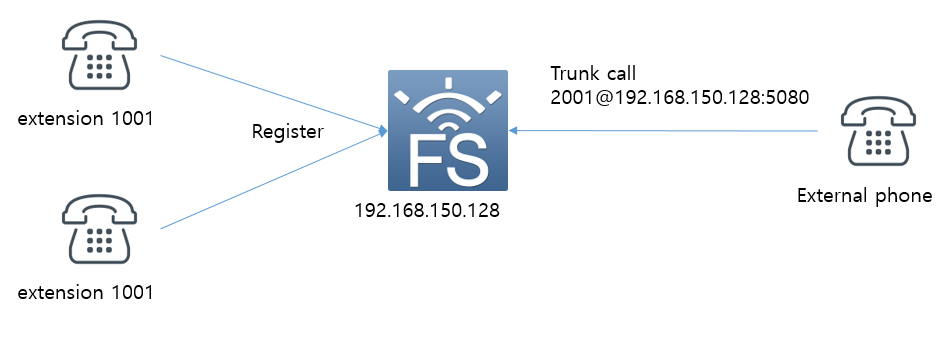 extension 1001
Register
FS
192.168.150.128
Trunk call
2001@192.168.150.128:5080
External phone
extension 1001